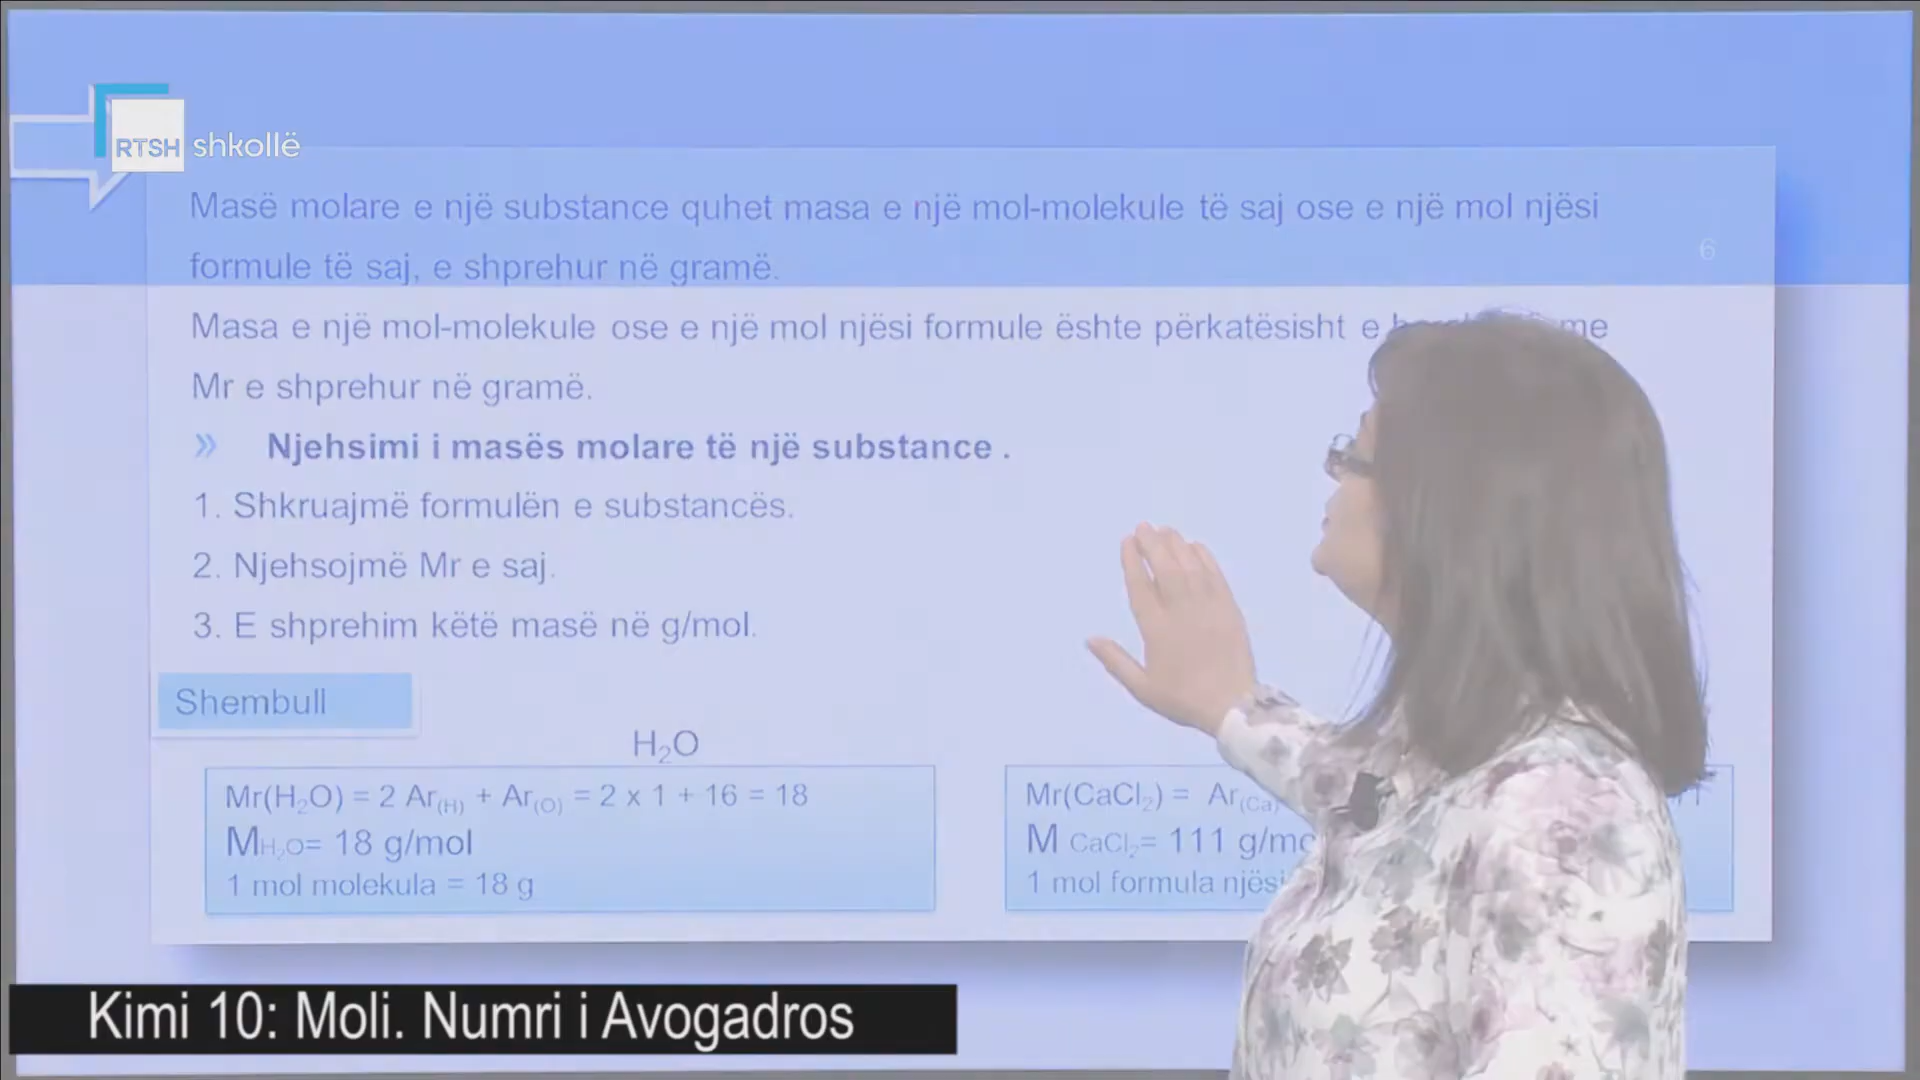 RTSH shkollë
Masë molare e një substance quhet masa e një mol-molekule të saj ose e një mol njësi
6
formule të saj, e shprehur në gramë.
Masa e një mol-molekule ose e një mol njësi formule ështe përkatësisht e me
Mr e shprehur në gramë.
» Njehsimi i masës molare të një substance .
1. Shkruajmë formulën e substancës.
2. Njehsojmë Mr e saj.
3. E shprehim këtë masë në g/mol.
Shembull
H₂O
Mr(H₂O) = 2 Ar(H) + Ar(O) = 2 x 1 + 16 = 18
MH₂O= 18 g/mol
1 mol molekula = 18 g
Mr(CaCl₂) = Ar(Ca)
M CaCl₂= 111 g/mo
1 mol formula njësi
Kimi 10: Moli. Numri i Avogadros